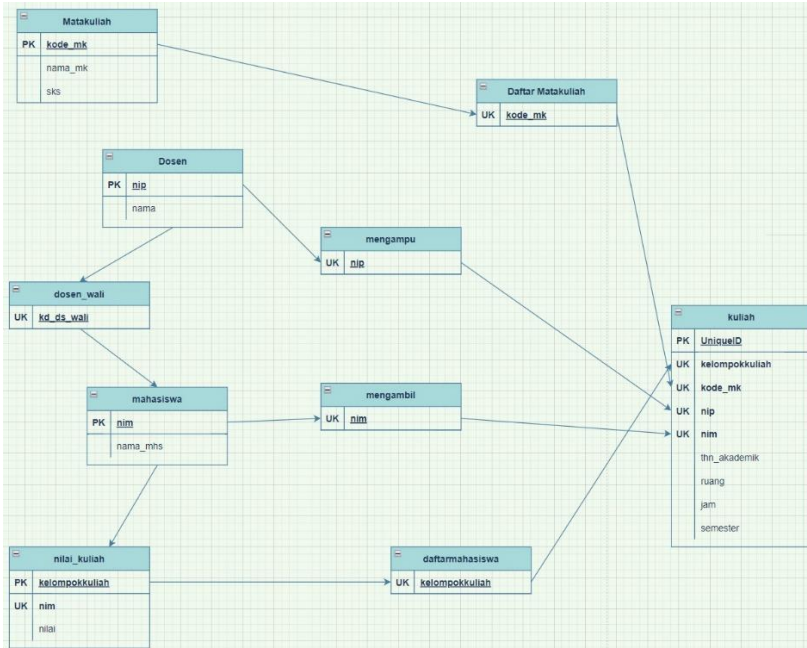 Matakuliah
PK kode_mk
nama_mk
sks
Daftar Matakuliah
UK kode_mk
Dosen
PK nip
nama
mengampu
UK nip
dosen_wali
UK kd_ds_wali
kuliah
PK UniqueID
UK kelompokkuliah
UK kode_mk
UK nip
UK nim
thn_akademik
ruang
jam
semester
mahasiswa
PK nim
nama_mhs
mengambil
UK nim
nilai_kuliah
PK kelompokkuliah
UK nim
nilai
daftarmahasiswa
UK kelompokkuliah